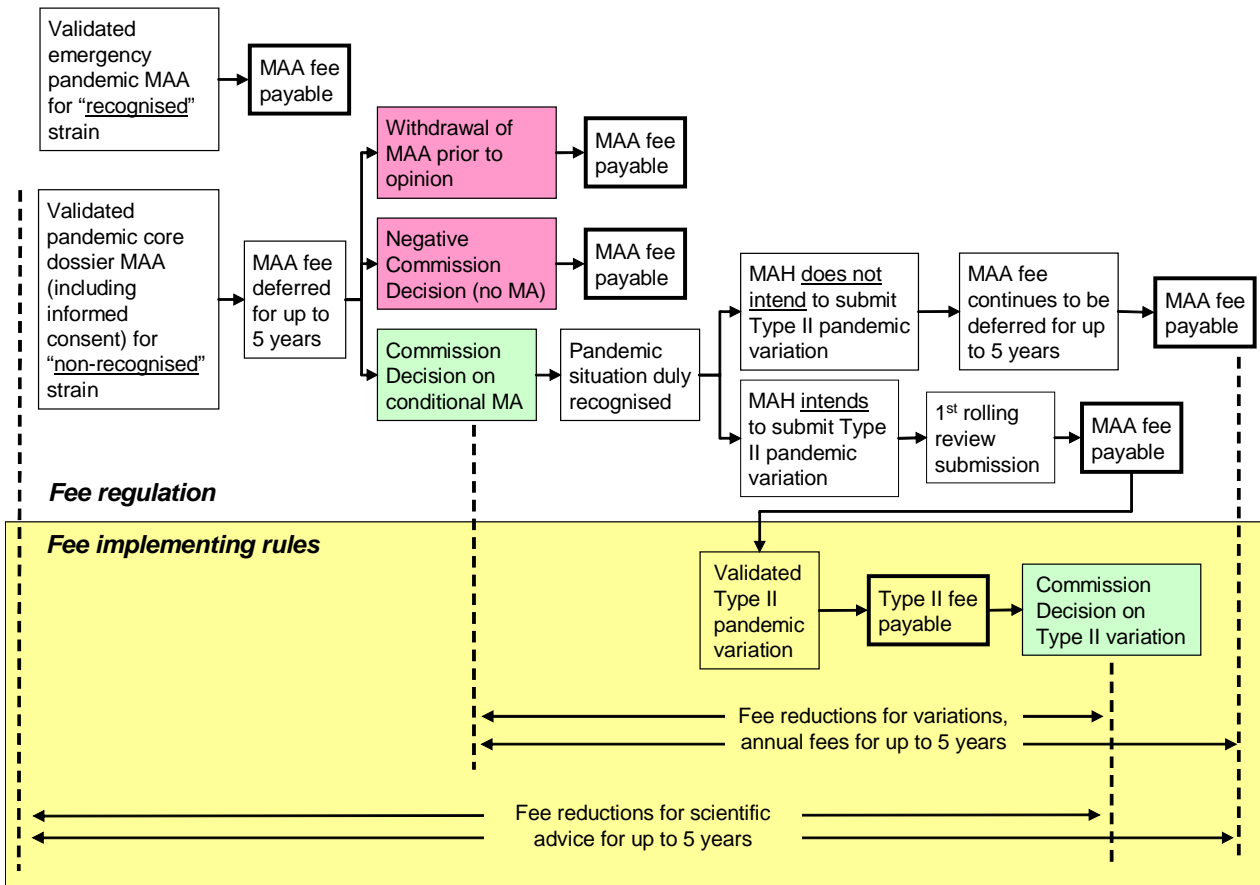 Validated
emergency
pandemic MAA
for “recognised”
strain
MAA fee
payable
Withdrawal of
MAA prior to
opinion
MAA fee
payable
Validated
pandemic core
dossier MAA
(including
informed
consent) for
“non-recognised”
strain
MAA fee
deferred
for up to
5 years
Negative
Commission
Decision (no MA)
MAA fee
payable
Commission
Decision on
conditional MA
Pandemic
situation duly
recognised
MAH does not
intend to submit
Type II pandemic
variation
MAA fee
continues to be
deferred for up
to 5 years
MAA fee
payable
MAH intends
to submit Type
II pandemic
variation
1st rolling
review
submission
MAA fee
payable
Fee regulation
Fee implementing rules
Validated
Type II
pandemic
variation
Type II fee
payable
Commission
Decision on
Type II variation
Fee reductions for variations,
annual fees for up to 5 years
Fee reductions for scientific
advice for up to 5 years